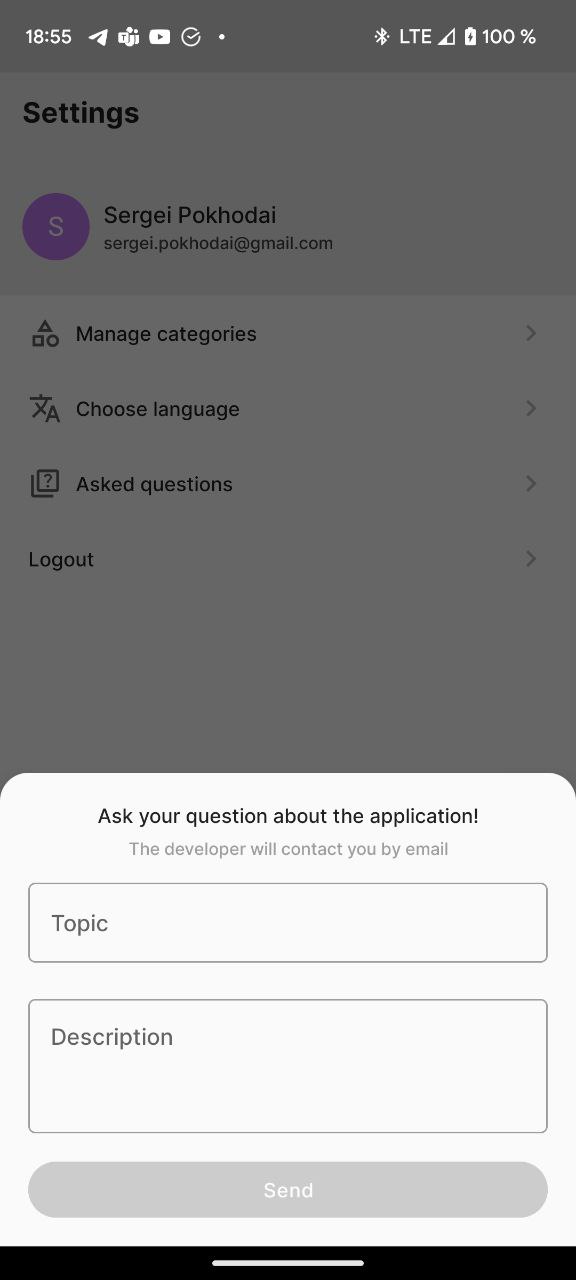 18:55 LTE 100 %
Settings
S
Sergei Pokhodai
sergei.pokhodai@gmail.com
Manage categories
Choose language
Asked questions
Logout
Ask your question about the application!
The developer will contact you by email
Topic
Description
Send